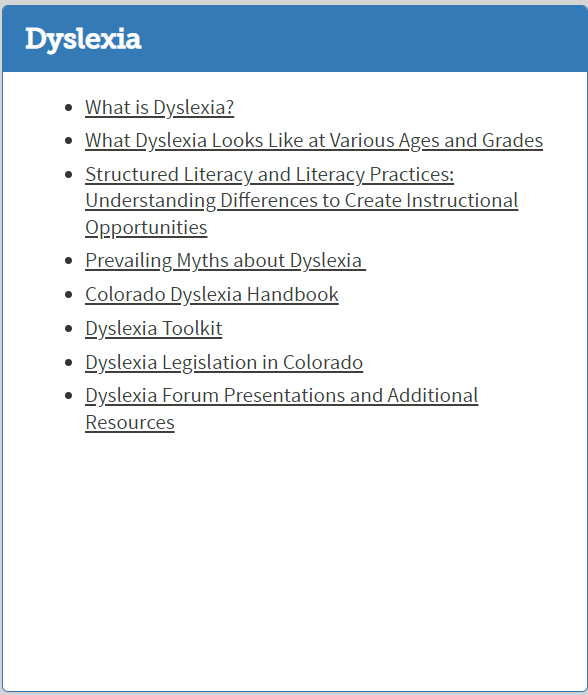 Dyslexia
What is Dyslexia?
What Dyslexia Looks Like at Various Ages and Grades
Structured Literacy and Literacy Practices:
Understanding Differences to Create Instructional
Opportunities
Prevailing Myths about Dyslexia
Colorado Dyslexia Handbook
Dyslexia Toolkit
Dyslexia Legislation in Colorado
Dyslexia Forum Presentations and Additional
Resources